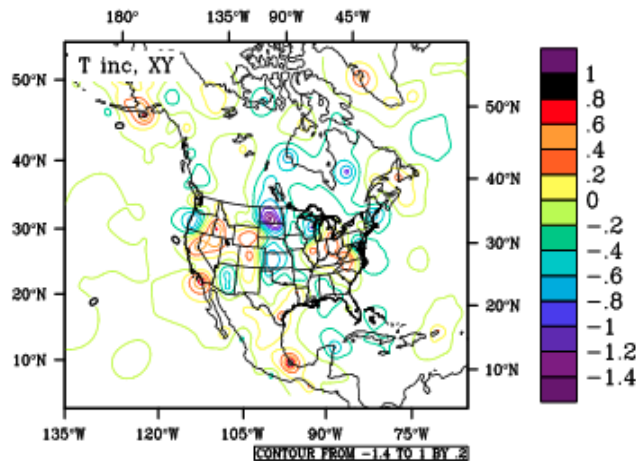 180° 135°W 90°W 45°W
T inc, XY
50°N
40°N
30°N
20°N
10°N
50°N
40°N
30°N
20°N
10°N
135°W 120°W 105°W 90°W 75°W
CONTOUR FROM -1.4 TO 1 BY .2
1
.8
.6
.4
.2
0
-.2
-.4
-.6
-.8
-1
-1.2
-1.4